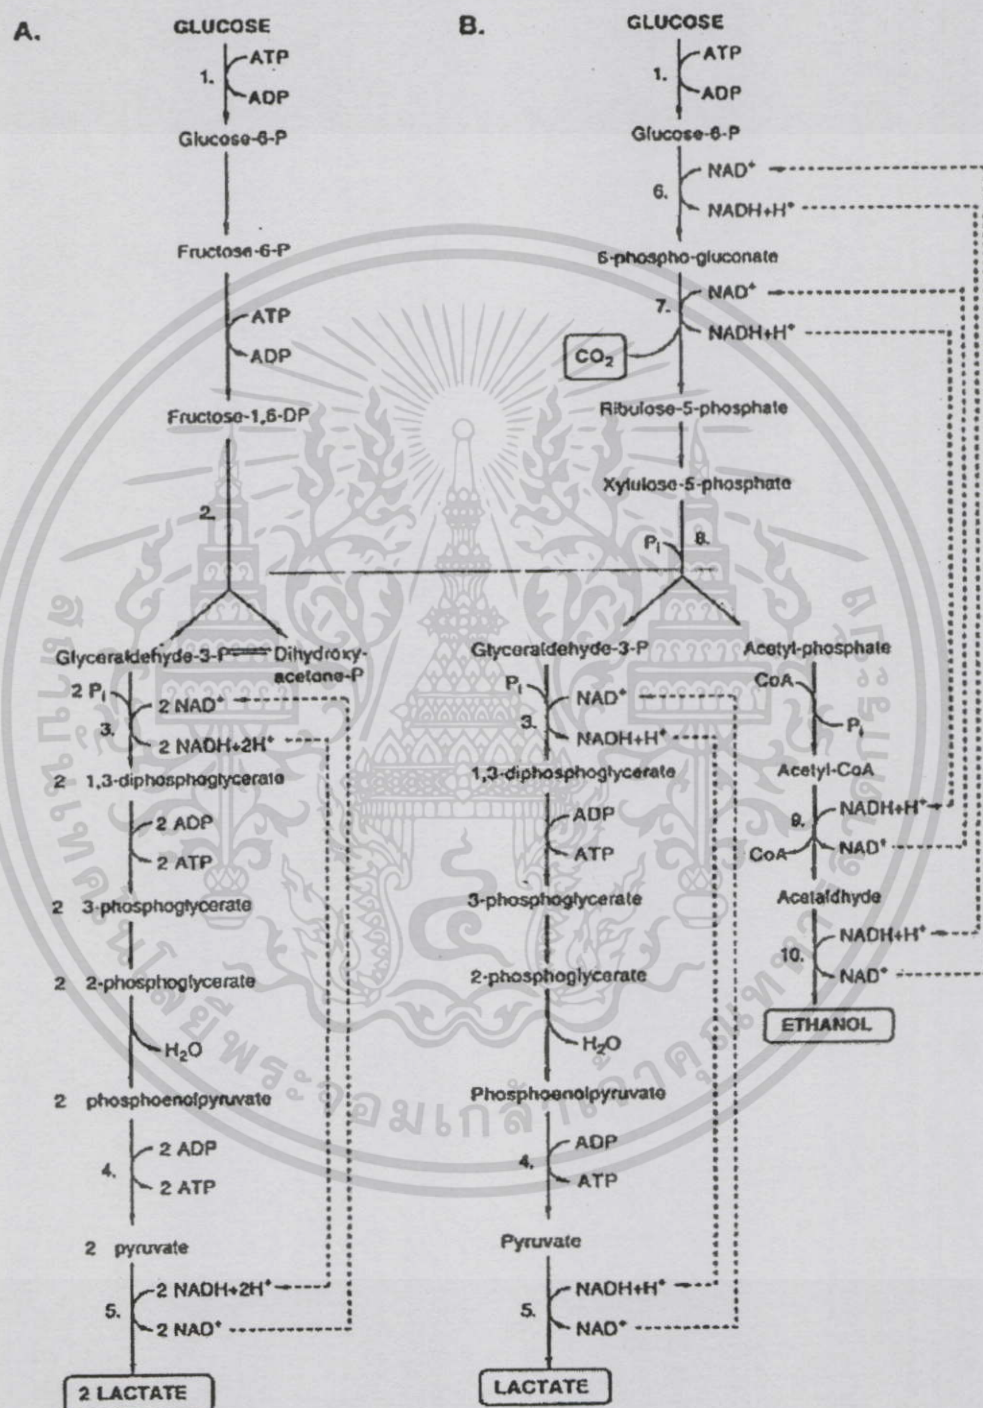 A.
GLUCOSE
1.
ATP
ADP
Glucose-6-P
Fructose-6-P
ATP
ADP
Fructose-1,6-DP
2.
Glyceraldehyde-3-P
Dihydroxy-
acetone-P
2 Pi
3.
2 NAD⁺
2 NADH+2H⁺
2 1,3-diphosphoglycerate
2 ADP
2 ATP
2 3-phosphoglycerate
2 2-phosphoglycerate
H₂O
2 phosphoenolpyruvate
4.
2 ADP
2 ATP
2 pyruvate
5.
2 NADH+2H⁺
2 NAD⁺
2 LACTATE
B.
GLUCOSE
1.
ATP
ADP
Glucose-6-P
6.
NAD⁺
NADH+H⁺
6-phospho-gluconate
7.
NAD⁺
NADH+H⁺
CO₂
Ribulose-5-phosphate
Xylulose-5-phosphate
Pi
8.
Glyceraldehyde-3-P
Pi
3.
NAD⁺
NADH+H⁺
1,3-diphosphoglycerate
ADP
ATP
3-phosphoglycerate
2-phosphoglycerate
H₂O
Phosphoenolpyruvate
4.
ADP
ATP
Pyruvate
5.
NADH+H⁺
NAD⁺
LACTATE
Acetyl-phosphate
CoA
Pi
Acetyl-CoA
9.
NADH+H⁺
CoA
NAD⁺
Acetaldhyde
10.
NADH+H⁺
NAD⁺
ETHANOL